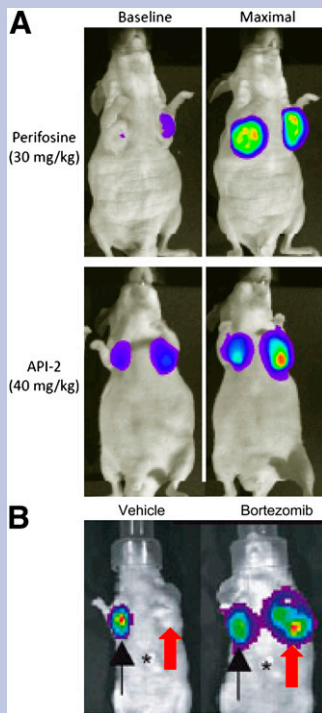 A
Baseline Maximal
Perifosine
(30 mg/kg)
API-2
(40 mg/kg)
B
Vehicle Bortezomib
* *